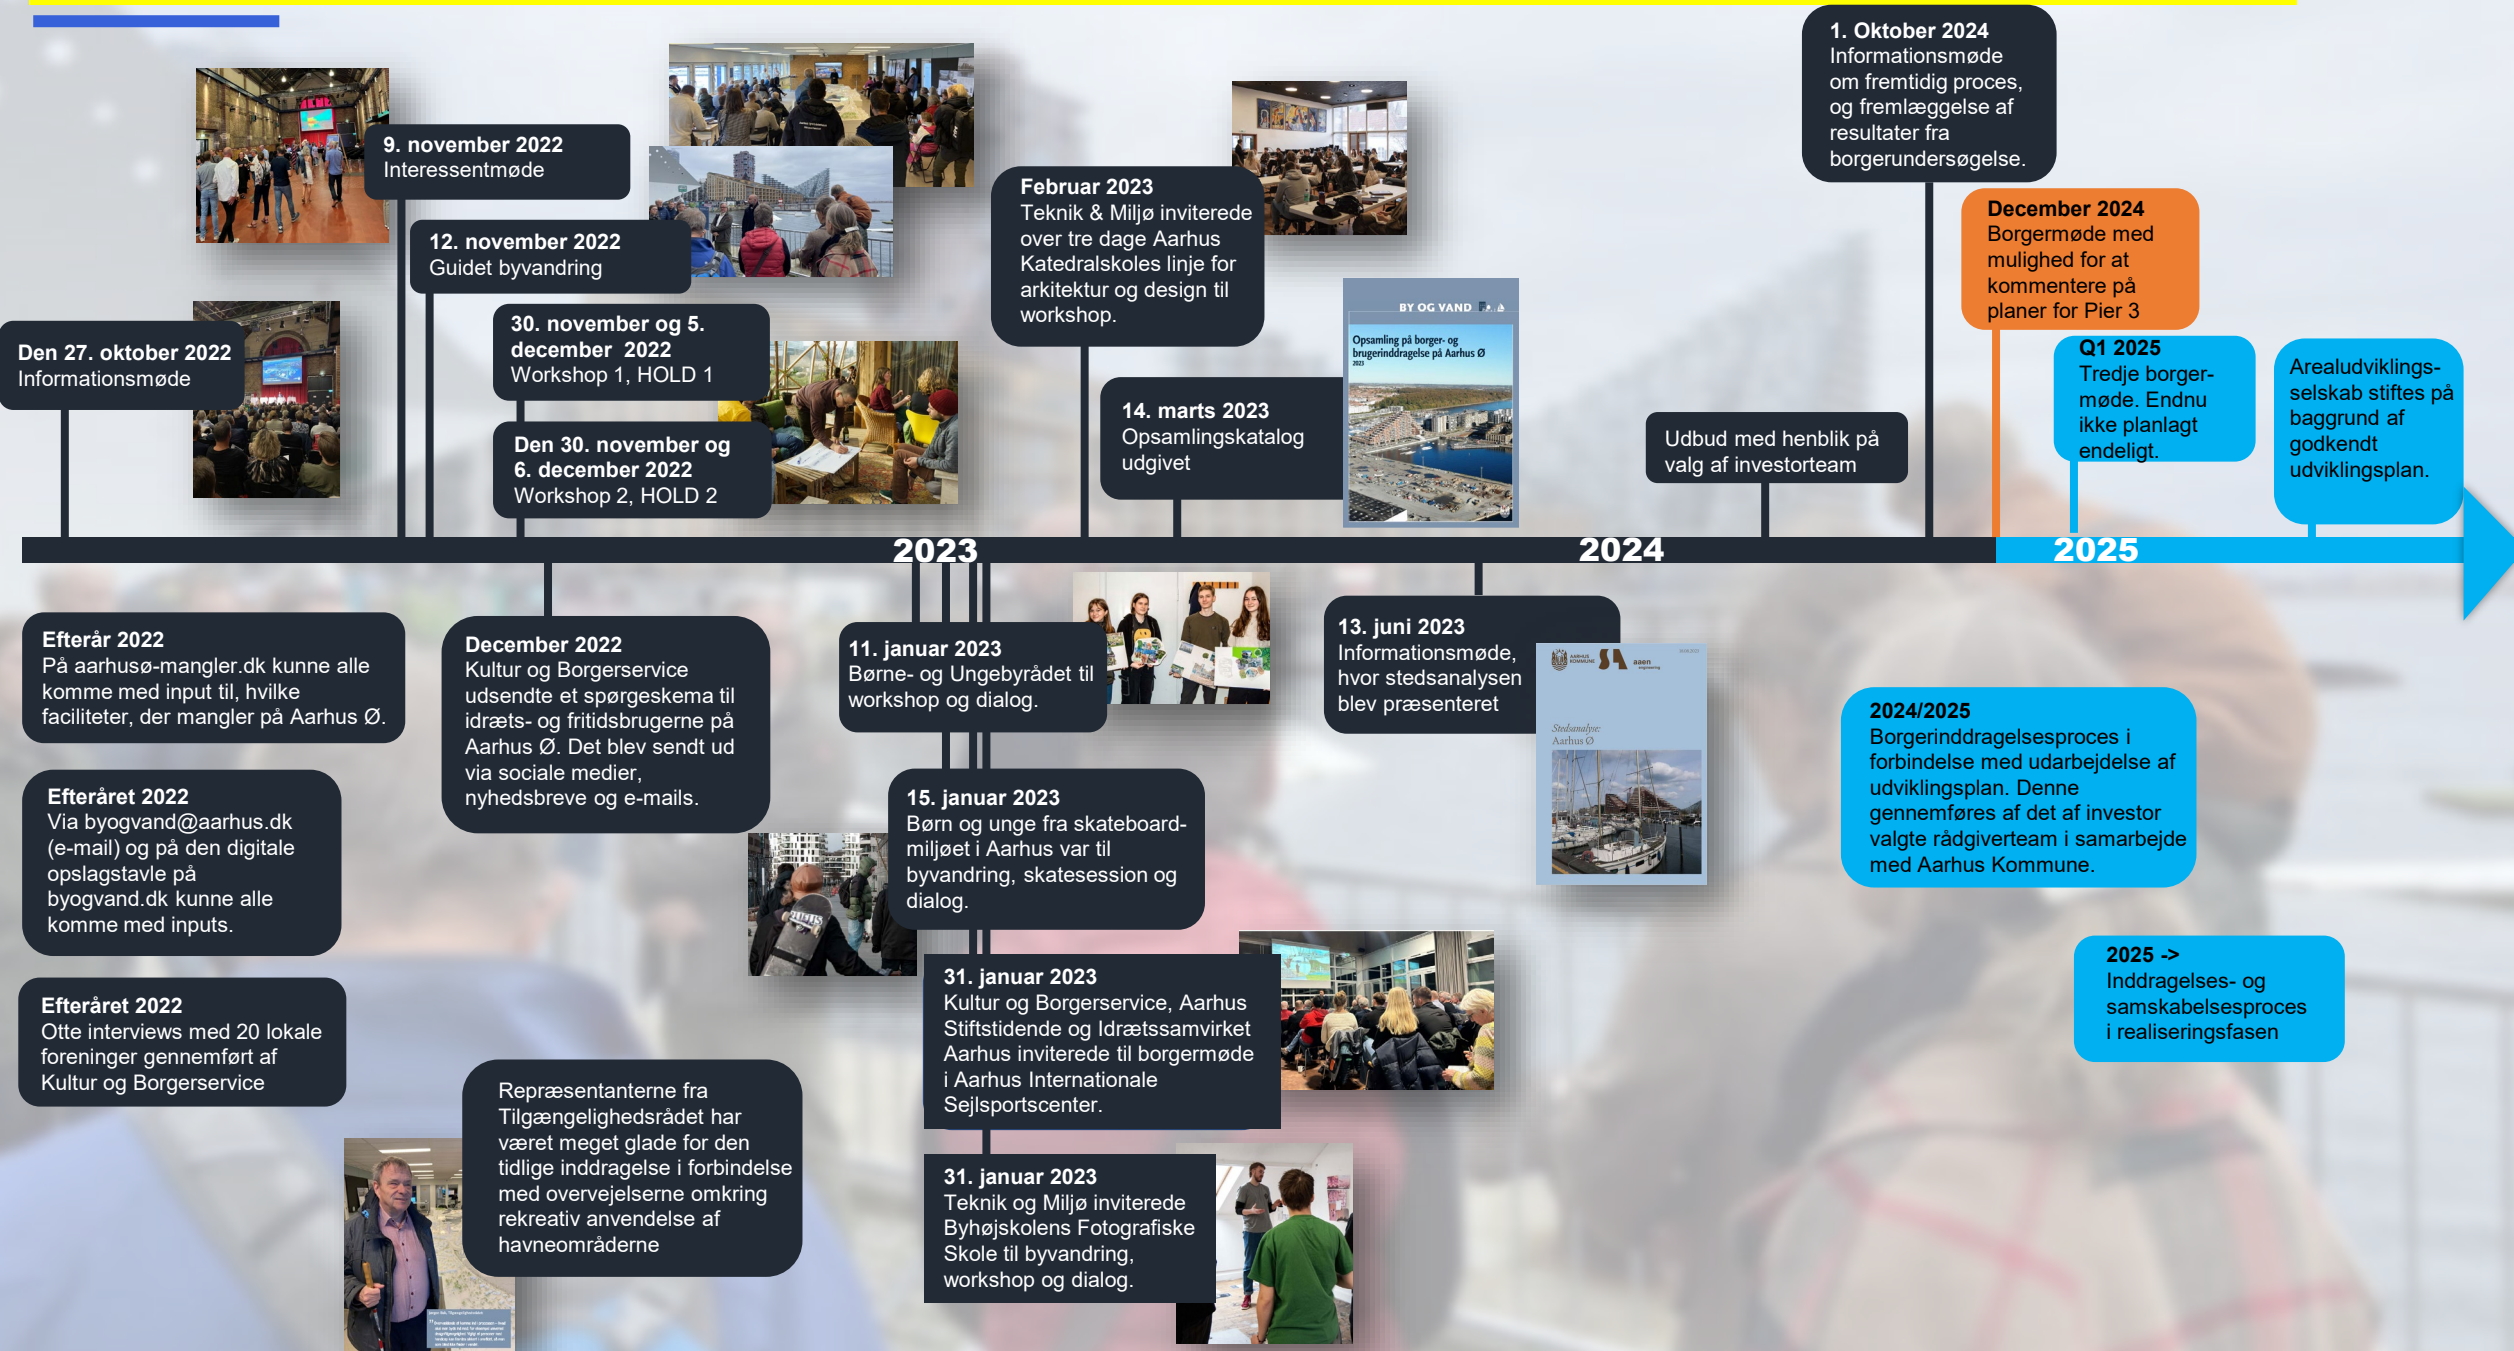 Den 27. oktober 2022
Informationsmøde
9. november 2022
Interessentmøde
12. november 2022
Guidet byvandring
30. november og 5.
december 2022
Workshop 1, HOLD 1
Den 30. november og
6. december 2022
Workshop 2, HOLD 2
Februar 2023
Teknik & Miljø inviterede
over tre dage Aarhus
Katedralskoles linje for
arkitektur og design til
workshop.
14. marts 2023
Opsamlingskatalog
udgivet
BY OG VAND
Opsamling på borger- og
brugerinddragelse på Aarhus Ø
2023
Udbud med henblik på
valg af investorteam
1. Oktober 2024
Informationsmøde
om fremtidig proces,
og fremlæggelse af
resultater fra
borgerundersøgelse.
December 2024
Borgermøde med
mulighed for at
kommentere på
planer for Pier 3
Q1 2025
Tredje borger-
møde. Endnu
ikke planlagt
endeligt.
Arealudviklings-
selskab stiftes på
baggrund af
godkendt
udviklingsplan.
2023
2024
2025
Efterår 2022
På aarhusø-mangler.dk kunne alle
komme med input til, hvilke
faciliteter, der mangler på Aarhus Ø.
Efteråret 2022
Via byogvand@aarhus.dk
(e-mail) og på den digitale
opslagstavle på
byogvand.dk kunne alle
komme med inputs.
Efteråret 2022
Otte interviews med 20 lokale
foreninger gennemført af
Kultur og Borgerservice
December 2022
Kultur og Borgerservice
udsendte et spørgeskema til
idræts- og fritidsbrugerne på
Aarhus Ø. Det blev sendt ud
via sociale medier,
nyhedsbreve og e-mails.
Repræsentanterne fra
Tilgængelighedsrådet har
været meget glade for den
tidlige inddragelse i forbindelse
med overvejelserne omkring
rekreativ anvendelse af
havneområderne
11. januar 2023
Børne- og Ungebyrådet til
workshop og dialog.
15. januar 2023
Børn og unge fra skateboard-
miljøet i Aarhus var til
byvandring, skatesession og
dialog.
31. januar 2023
Kultur og Borgerservice, Aarhus
Stiftstidende og Idrætssamvirket
Aarhus inviterede til borgermøde
i Aarhus Internationale
Sejlsportscenter.
31. januar 2023
Teknik og Miljø inviterede
Byhøjskolens Fotografiske
Skole til byvandring,
workshop og dialog.
13. juni 2023
Informationsmøde,
hvor stedsanalysen
blev præsenteret
AARHUS
KOMMUNE
aaen
engineering
Stedsanalyse:
Aarhus Ø
2024/2025
Borgerinddragelsesproces i
forbindelse med udarbejdelse af
udviklingsplan. Denne
gennemføres af det af investor
valgte rådgiverteam i samarbejde
med Aarhus Kommune.
2025 ->
Inddragelses- og
samskabelsesproces
i realiseringsfasen